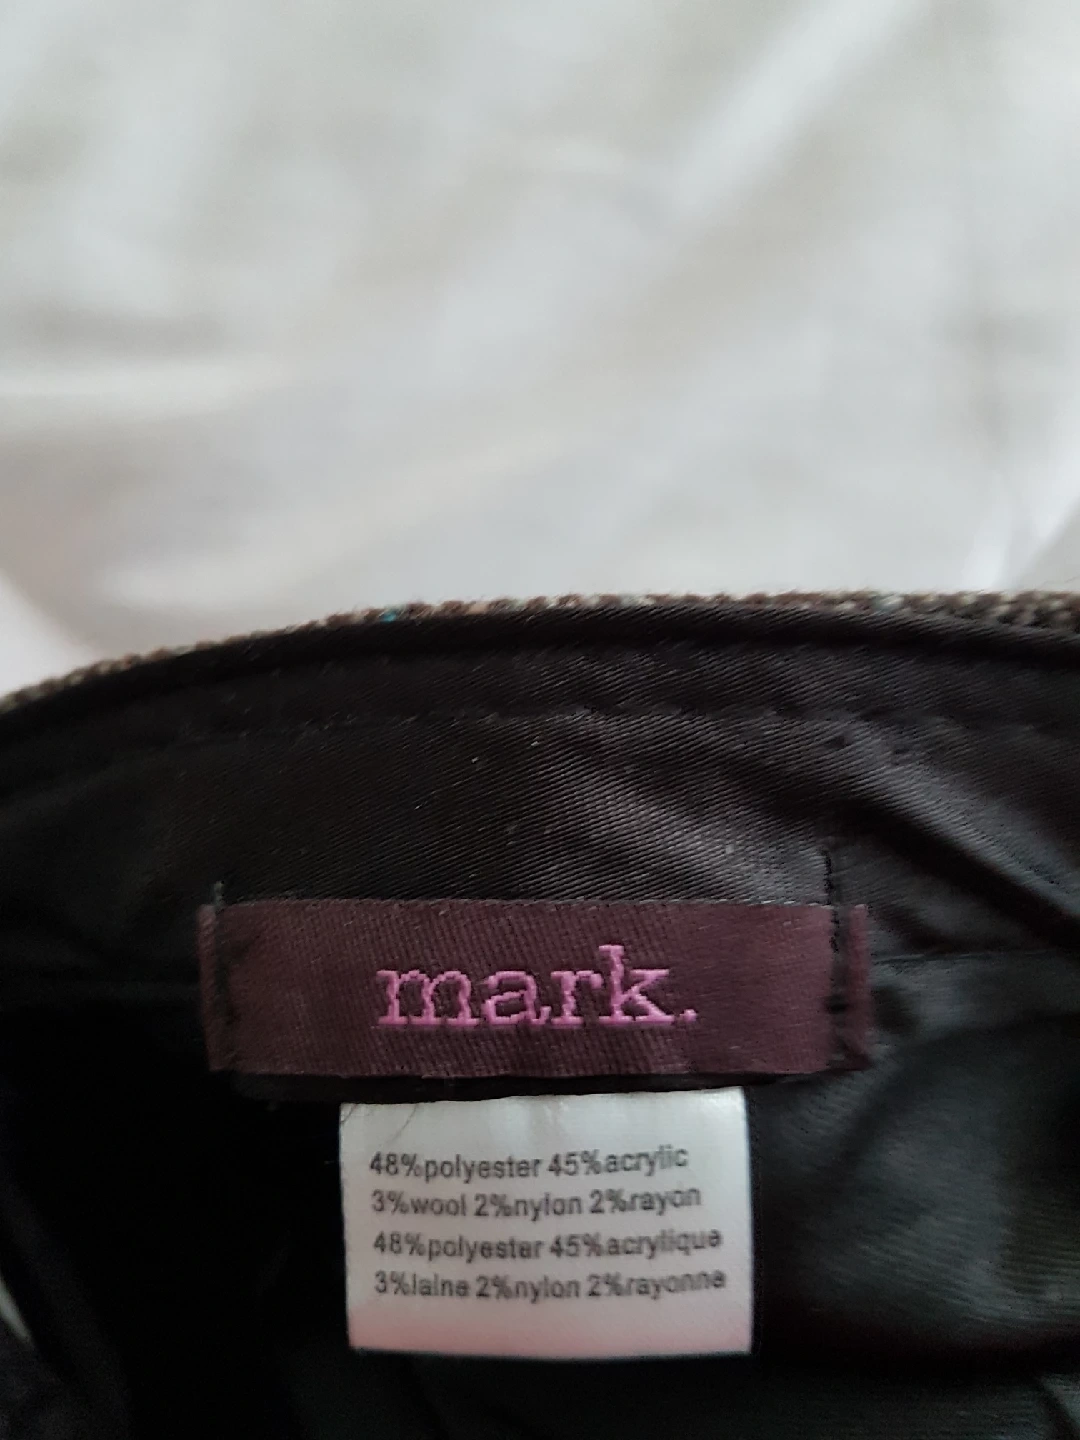 mark.
48%polyester 45%acrylic
3%wool 2%nylon 2%rayon
48%polyester 45%acrylique
3%laine 2%nylon 2%rayonne